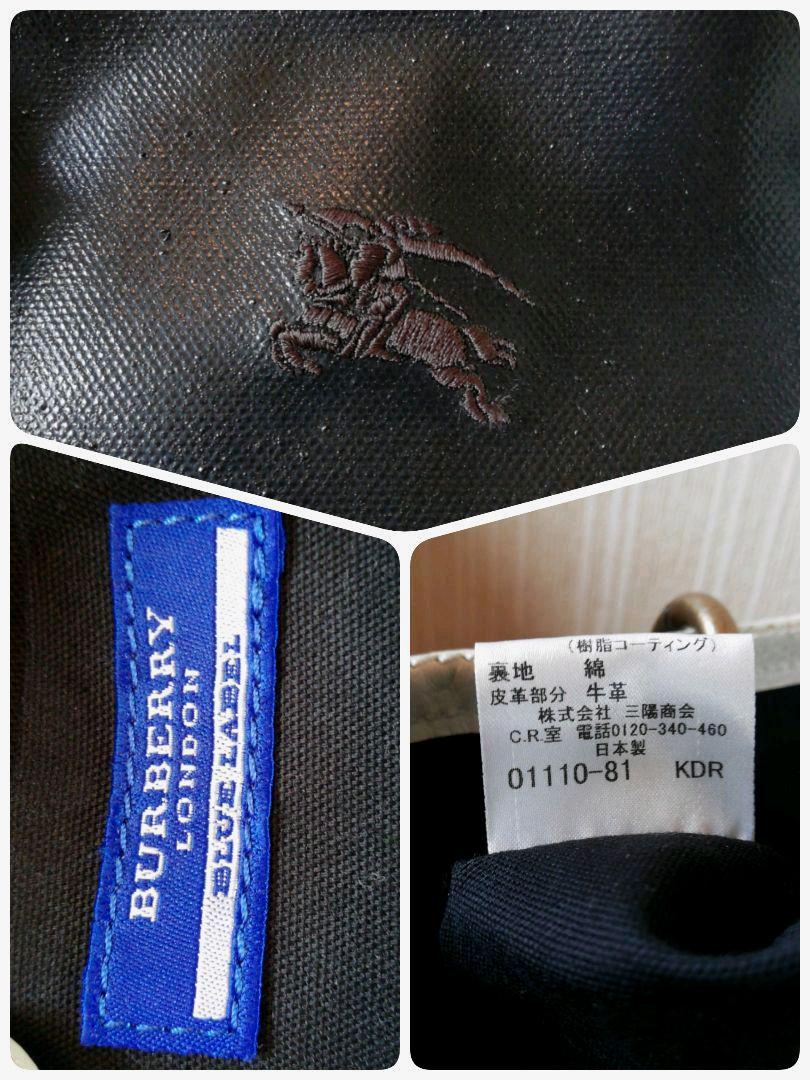 BURBERRY
LONDON
BLUE LABEL
(樹脂コーティング)
裏地 綿
皮革部分 牛革
株式会社 三陽商会
C.R.室 電話0120-340-460
日本製
01110-81 KDR